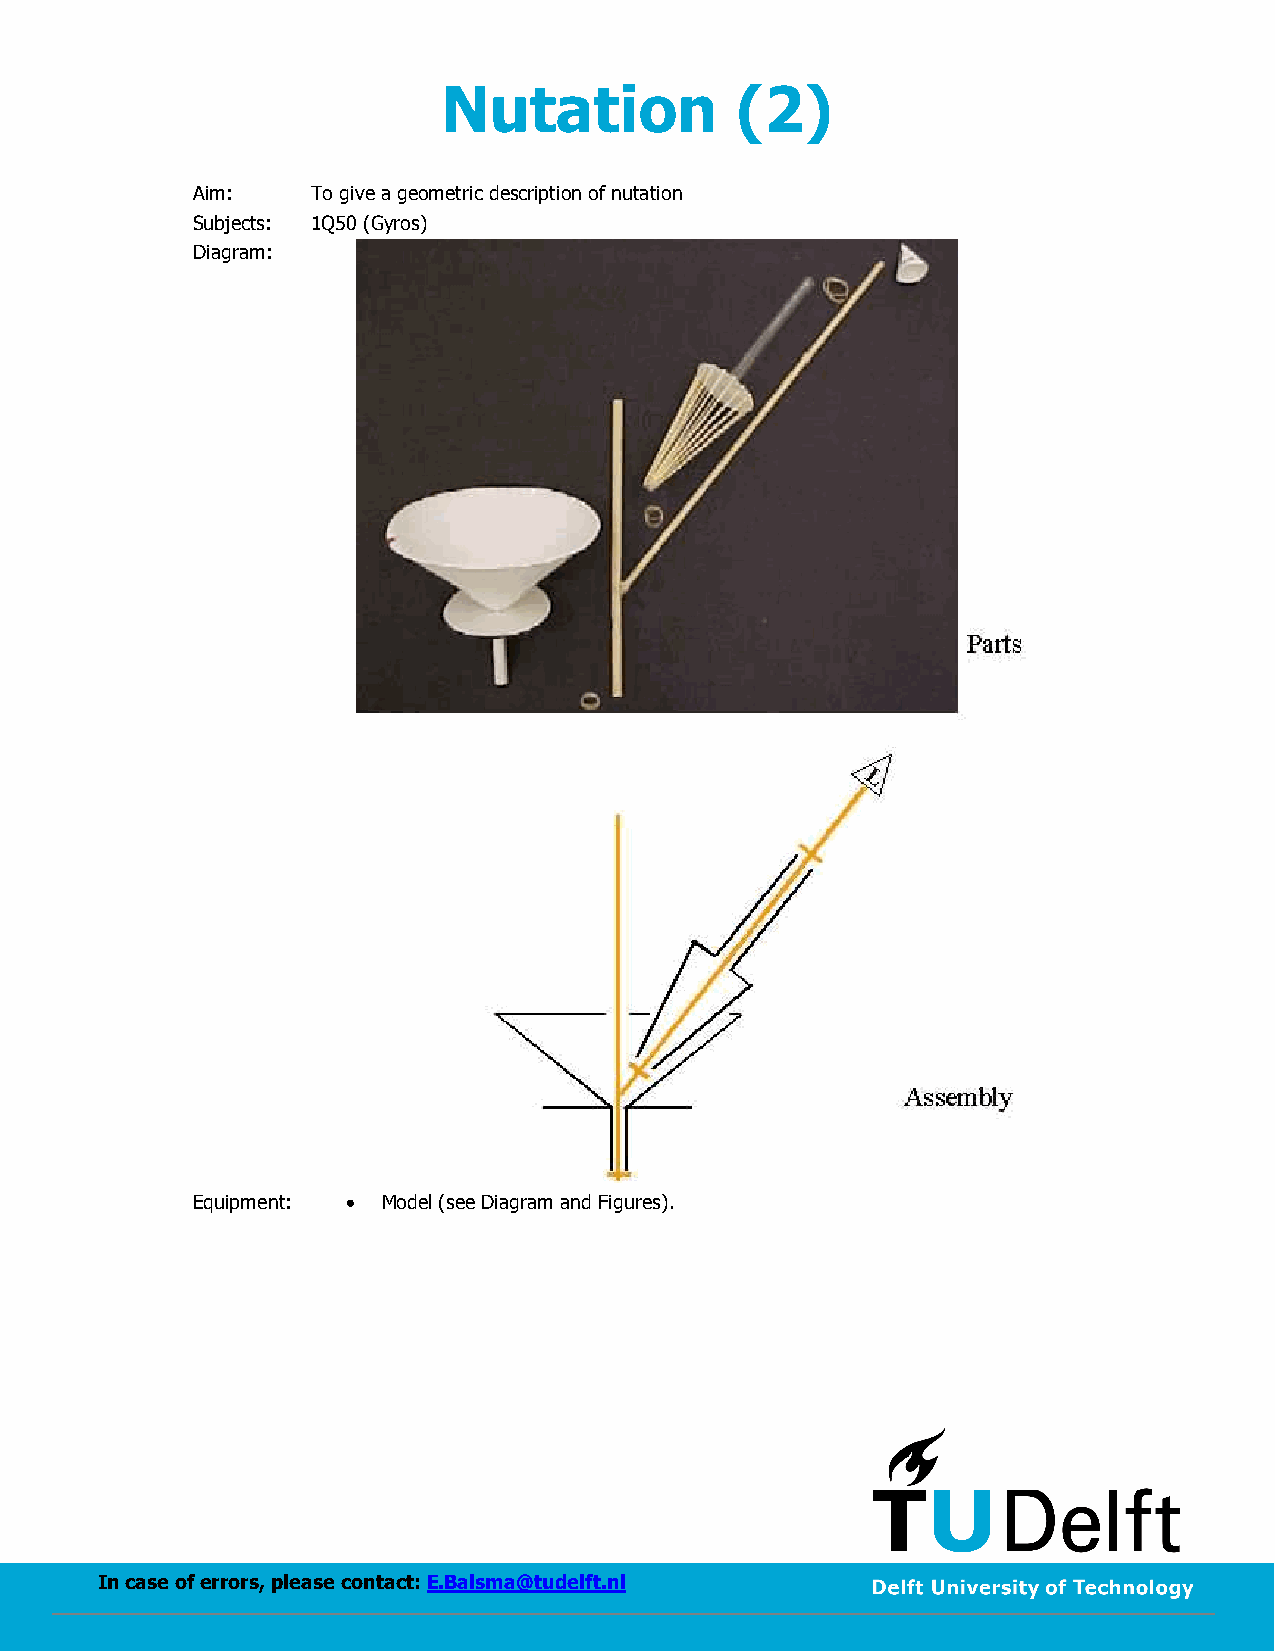 Nutation (2)
Aim: To give a geometric description of nutation
Subjects: 1Q50 (Gyros)
Diagram:
Parts
L
Assembly
Equipment: • Model (see Diagram and Figures).
TUDelft
In case of errors, please contact: E.Balsma@tudelft.nl
Delft University of Technology